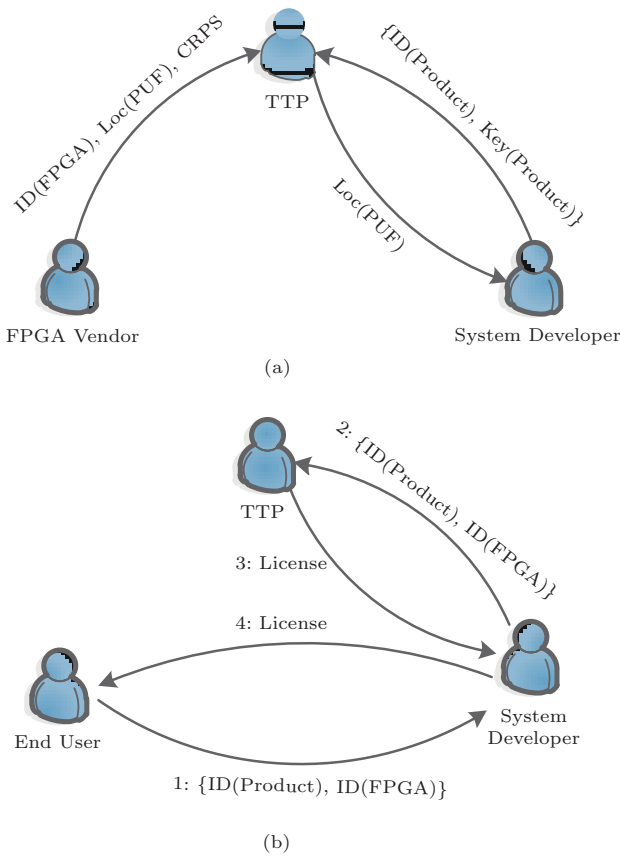 ID(FPGA), Loc(PUF), CRPS
TTP
{ID(Product), Key(Product)}
Loc(PUF)
FPGA Vendor
System Developer
(a)
2: {ID(Product), ID(FPGA)}
TTP
3: License
4: License
End User
System
Developer
1: {ID(Product), ID(FPGA)}
(b)